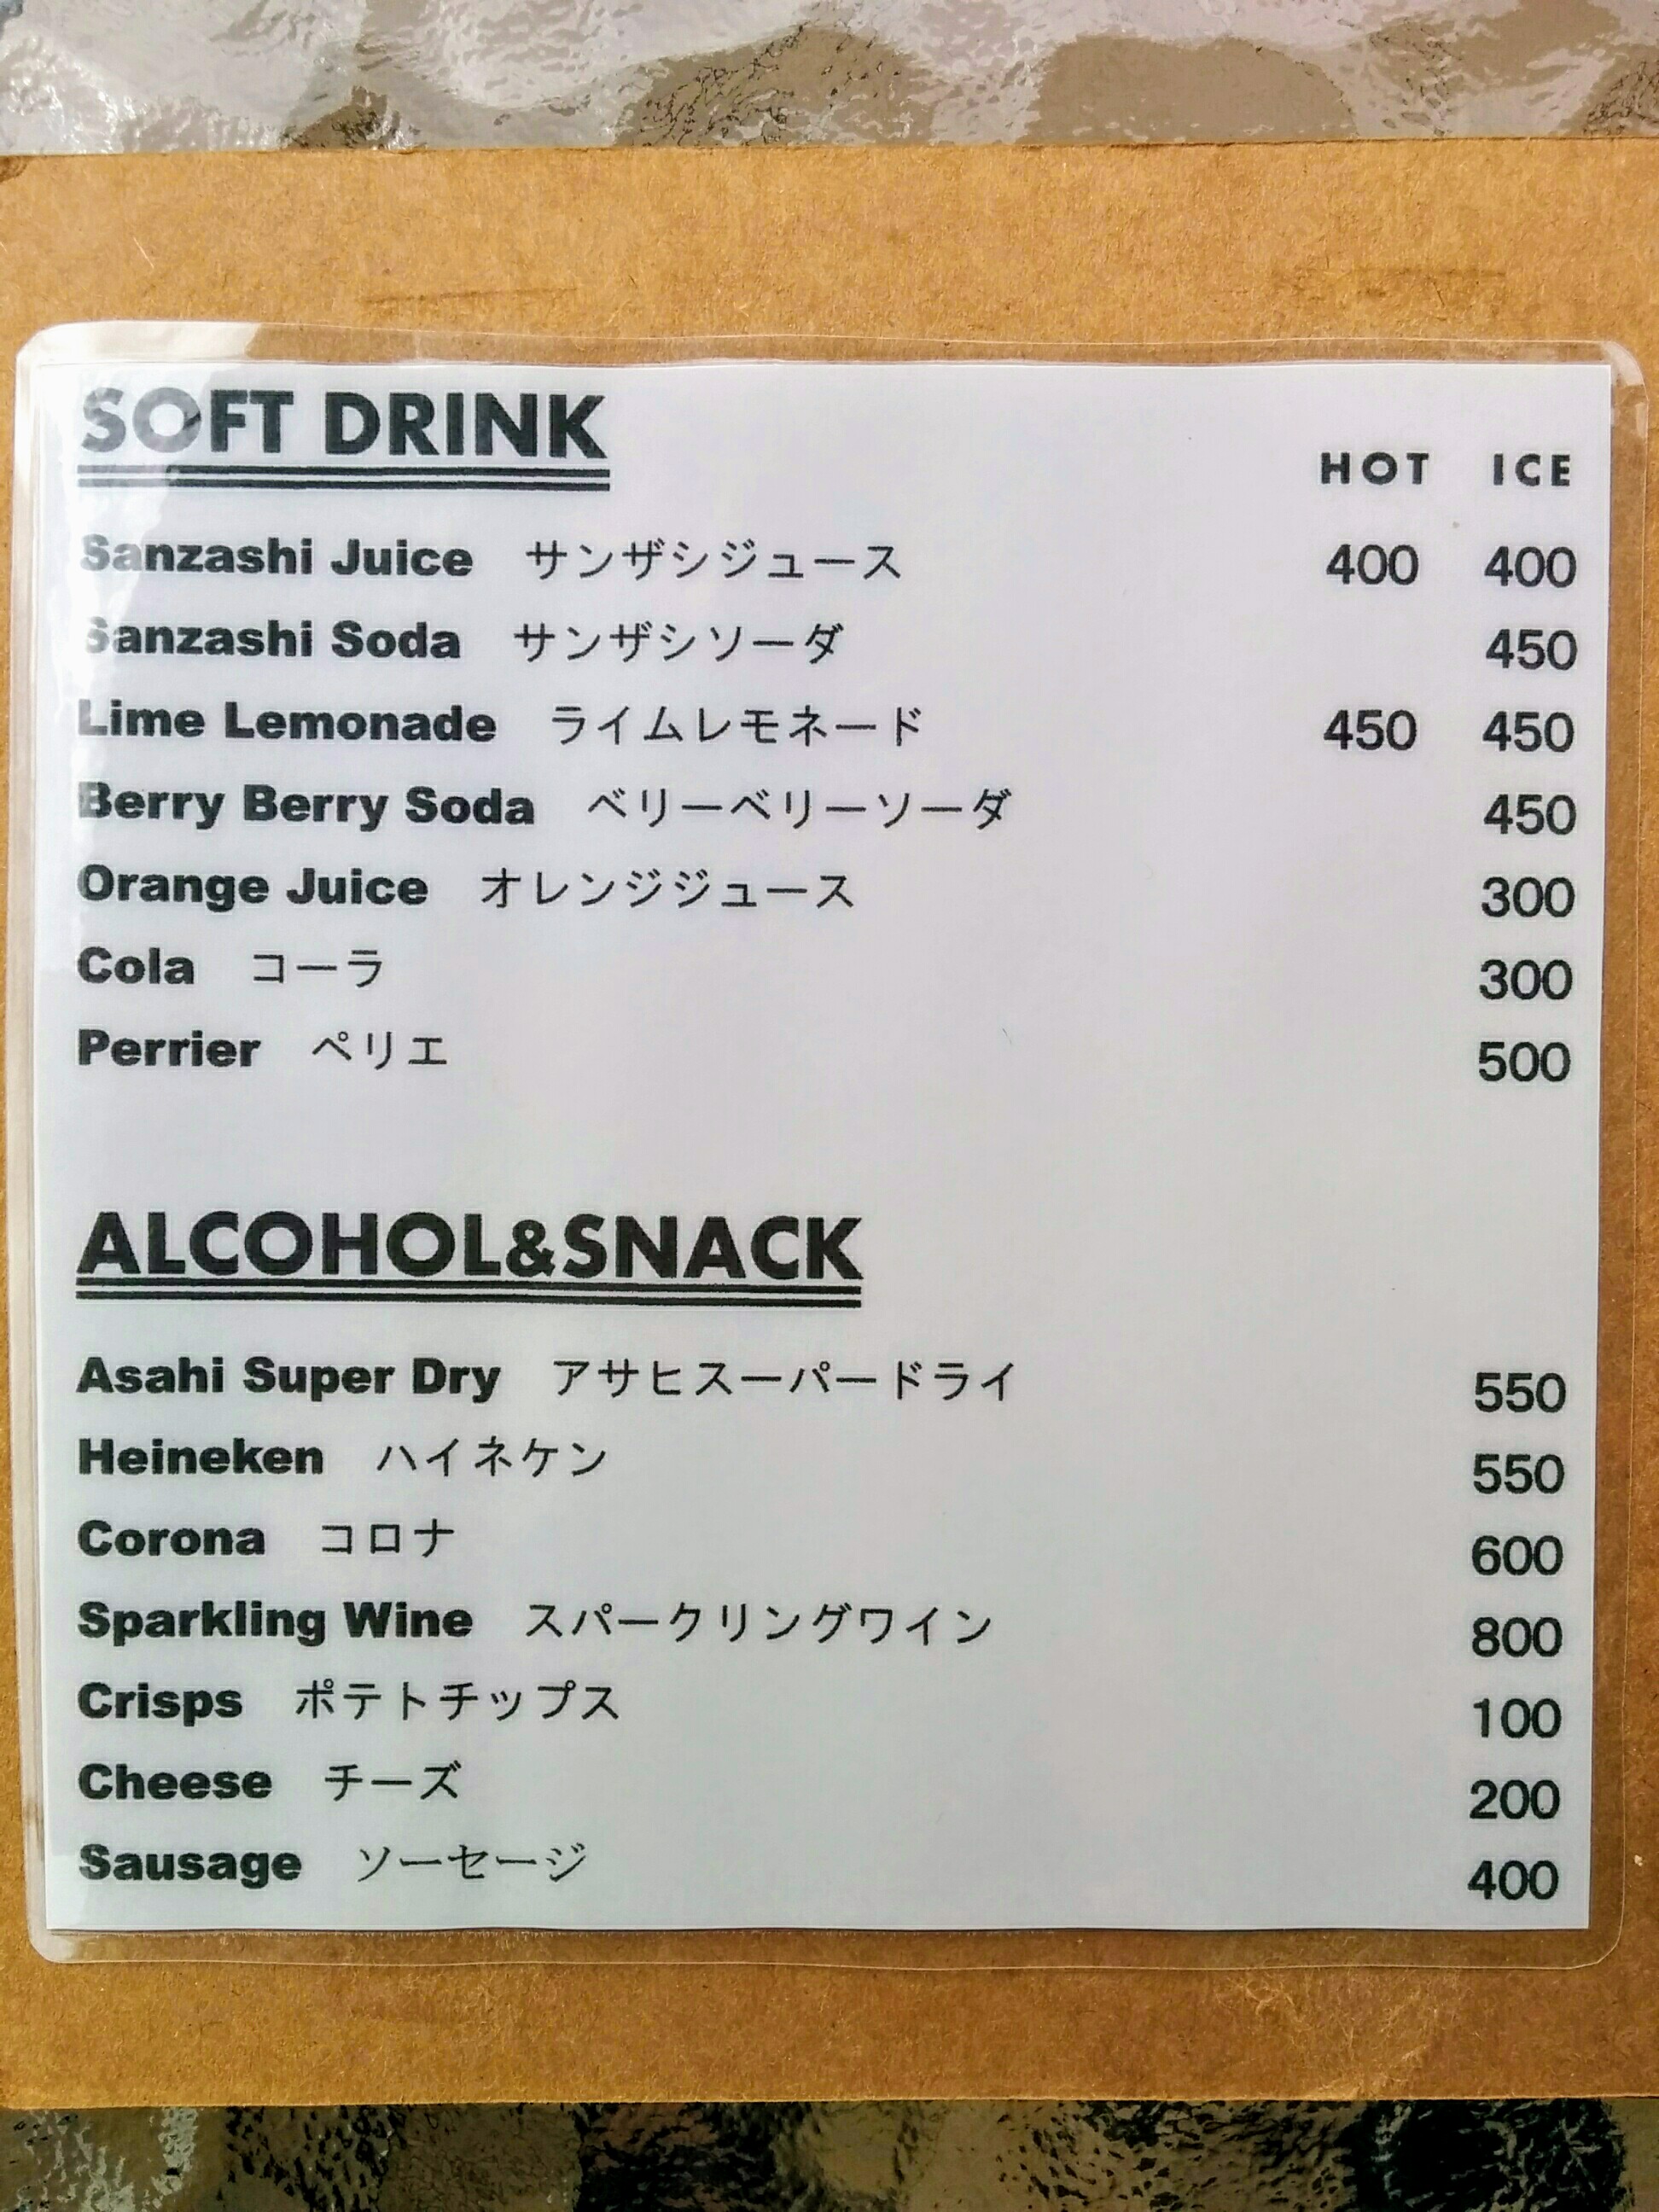 SOFT DRINK
HOT ICE
Sanzashi Juice サンザシジュース 400 400
Sanzashi Soda サンザシソーダ 450
Lime Lemonade ライムレモネード 450 450
Berry Berry Soda ベリーベリーソーダ 450
Orange Juice オレンジジュース 300
Cola コーラ 300
Perrier ペリエ 500
ALCOHOL&SNACK
Asahi Super Dry アサヒスーパードライ 550
Heineken ハイネケン 550
Corona コロナ 600
Sparkling Wine スパークリングワイン 800
Crisps ポテトチップス 100
Cheese チーズ 200
Sausage ソーセージ 400